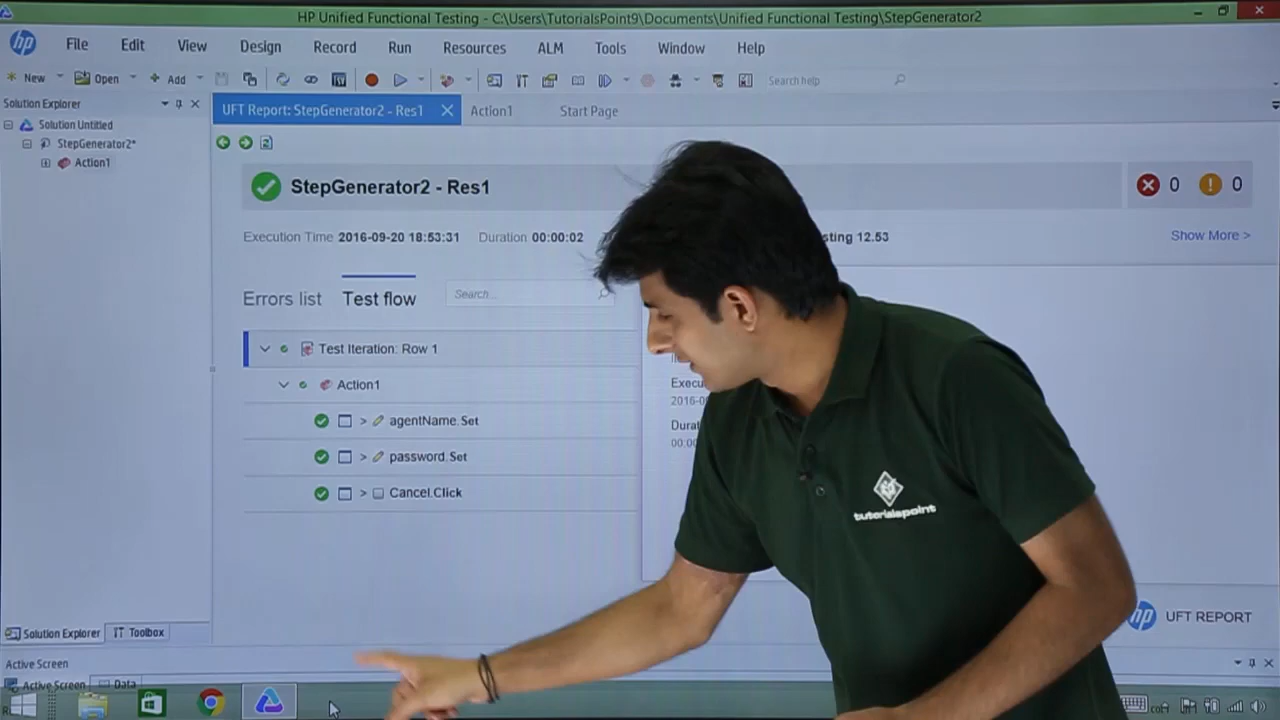 HP Unified Functional Testing - C:\Users\TutorialsPoint9\Documents\Unified Functional Testing\StepGenerator2
hp File Edit View Design Record Run Resources ALM Tools Window Help
New Open Add Search help
Solution Explorer
UFT Report: StepGenerator2 - Res1 Action1 Start Page
Solution Untitled
StepGenerator2*
Action1
StepGenerator2 - Res1 0 0
Execution Time 2016-09-20 18:53:31 Duration 00:00:02 sting 12.53 Show More >
Errors list Test flow Search...
Test Iteration: Row 1
Action1
Execu
2016-0
agentName.Set
Durat
00:00
password.Set
Cancel.Click
tutorialspoint
hp UFT REPORT
Solution Explorer Toolbox
Active Screen
Active Screen Data